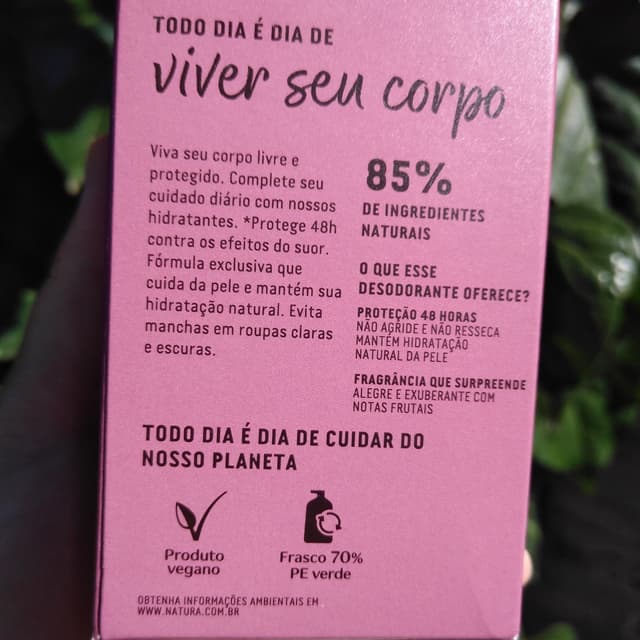 TODO DIA É DIA DE
viver seu corpo
Viva seu corpo livre e
protegido. Complete seu
cuidado diário com nossos
hidratantes. *Protege 48h
contra os efeitos do suor.
Fórmula exclusiva que
cuida da pele e mantém sua
hidratação natural. Evita
manchas em roupas claras
e escuras.
85%
DE INGREDIENTES
NATURAIS
O QUE ESSE
DESODORANTE OFERECE?
PROTEÇÃO 48 HORAS
NÃO AGRIDE E NÃO RESSECA
MANTÉM HIDRATAÇÃO
NATURAL DA PELE
FRAGRÂNCIA QUE SURPREENDE
ALEGRE E EXUBERANTE COM
NOTAS FRUTAIS
TODO DIA É DIA DE CUIDAR DO
NOSSO PLANETA
Produto
vegano
Frasco 70%
PE verde
OBTENHA INFORMAÇÕES AMBIENTAIS EM
WWW.NATURA.COM.BR